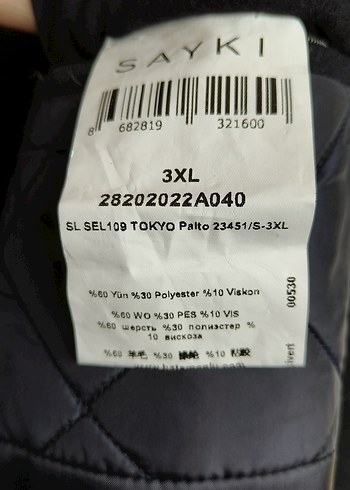 SAYKI
8 682819 321600
3XL
28202022A040
SL SEL109 TOKYO Palto 23451/S-3XL
%60 Yün %30 Polyester %10 Viskon
%60 WO %30 PES %10 VIS
%60 шерсть %30 полиэстер %
10 вискоза
%60 羊毛 %30 %10
00530